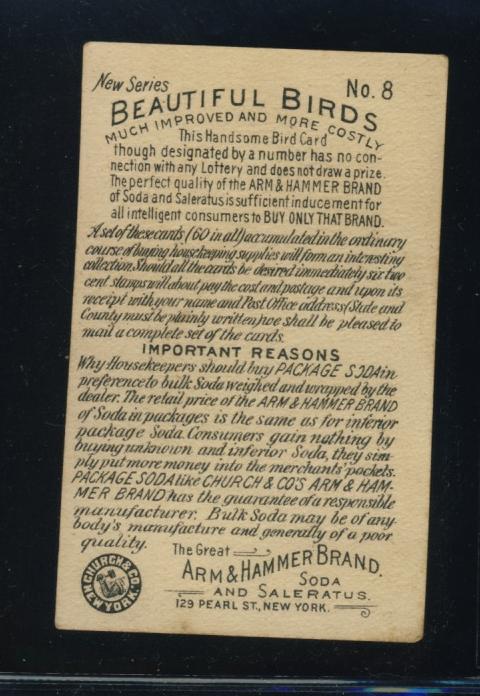 New Series
No. 8
BEAUTIFUL BIRDS
MUCH IMPROVED AND MORE COSTLY
This Handsome Bird Card
though designated by a number has no con-
nection with any Lottery and does not draw a prize.
The perfect quality of the ARM & HAMMER BRAND
of Soda and Saleratus is sufficient inducement for
all intelligent consumers to BUY ONLY THAT BRAND.
A set of these cards (60 in all) accumulated in the ordinary
course of buying housekeeping supplies will form an interesting
collection. Should all the cards be desired immediately six two
cent stamps will about pay the cost and postage and upon its
receipt with your name and Post Office address (State and
County must be plainly written) we shall be pleased to
mail a complete set of the cards.
IMPORTANT REASONS
Why Housekeepers should buy PACKAGE SODA in
preference to bulk Soda weighed and wrapped by the
dealer. The retail price of the ARM & HAMMER BRAND
of Soda in packages is the same as for inferior
package Soda. Consumers gain nothing by
buying unknown and inferior Soda, they sim-
ply put more money into the merchants' pockets.
PACKAGE SODA like CHURCH & CO'S ARM & HAM-
MER BRAND has the guarantee of a responsible
manufacturer. Bulk Soda may be of any-
body's manufacture and generally of a poor
quality.
The Great
ARM & HAMMER BRAND.
SODA
AND SALERATUS.
129 PEARL ST., NEW YORK.
CHURCH & CO.
NEW YORK